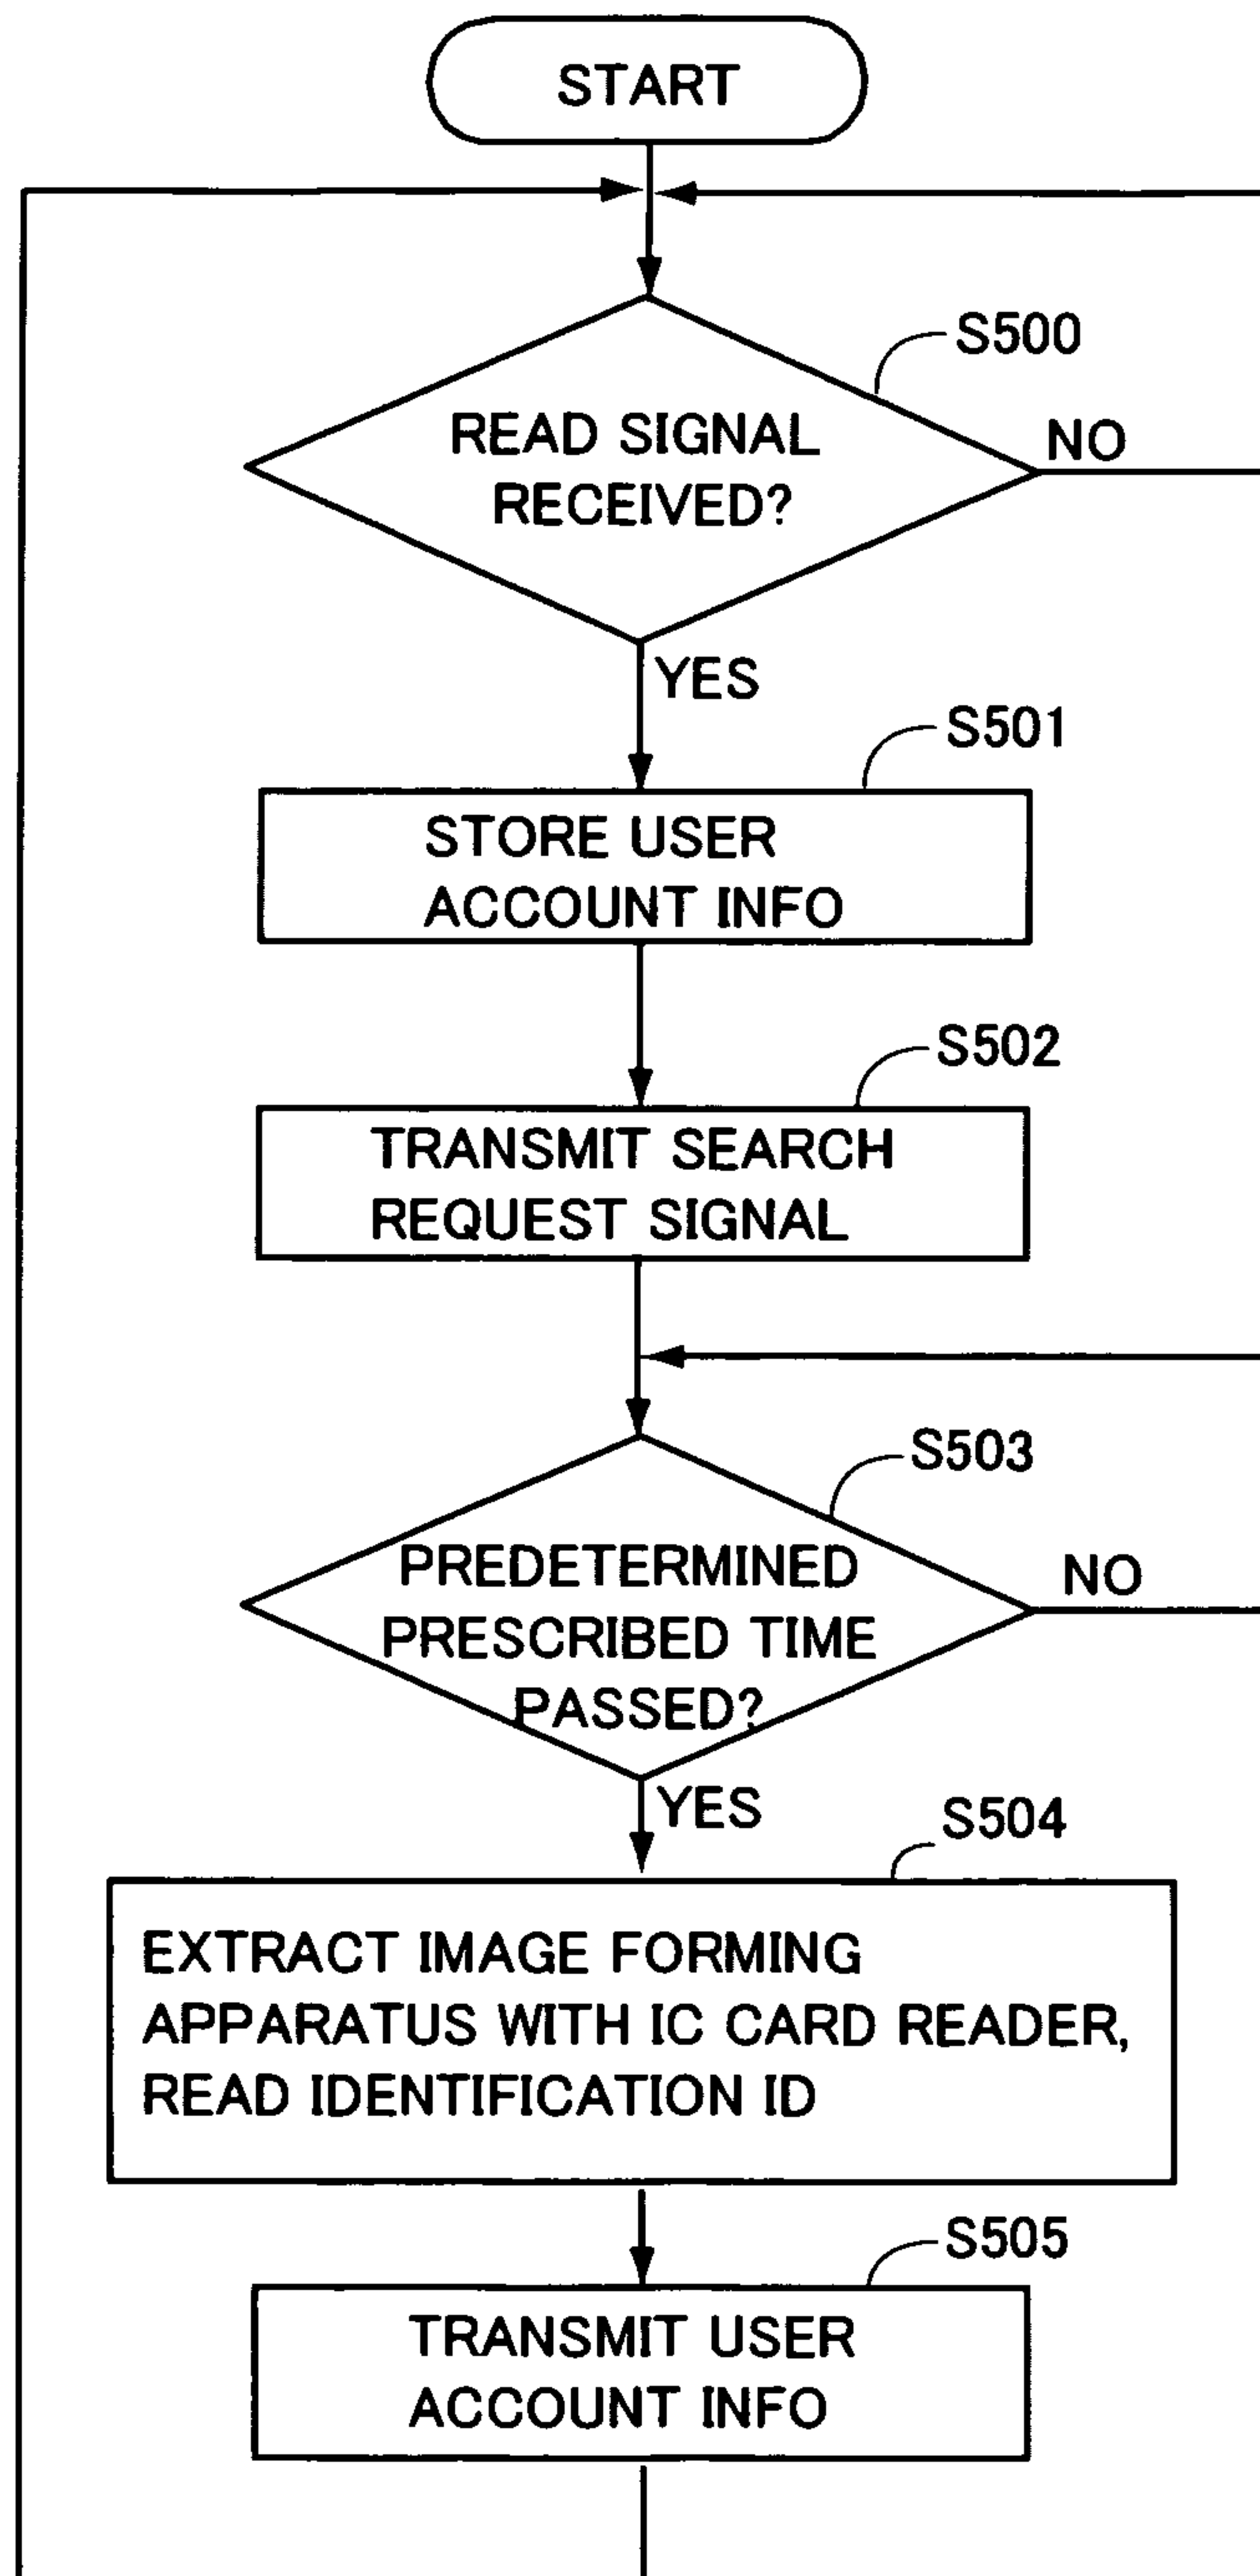 START
S500
READ SIGNAL
RECEIVED?
NO
YES
S501
STORE USER
ACCOUNT INFO
S502
TRANSMIT SEARCH
REQUEST SIGNAL
S503
PREDETERMINED
PRESCRIBED TIME
PASSED?
NO
YES
S504
EXTRACT IMAGE FORMING
APPARATUS WITH IC CARD READER,
READ IDENTIFICATION ID
S505
TRANSMIT USER
ACCOUNT INFO